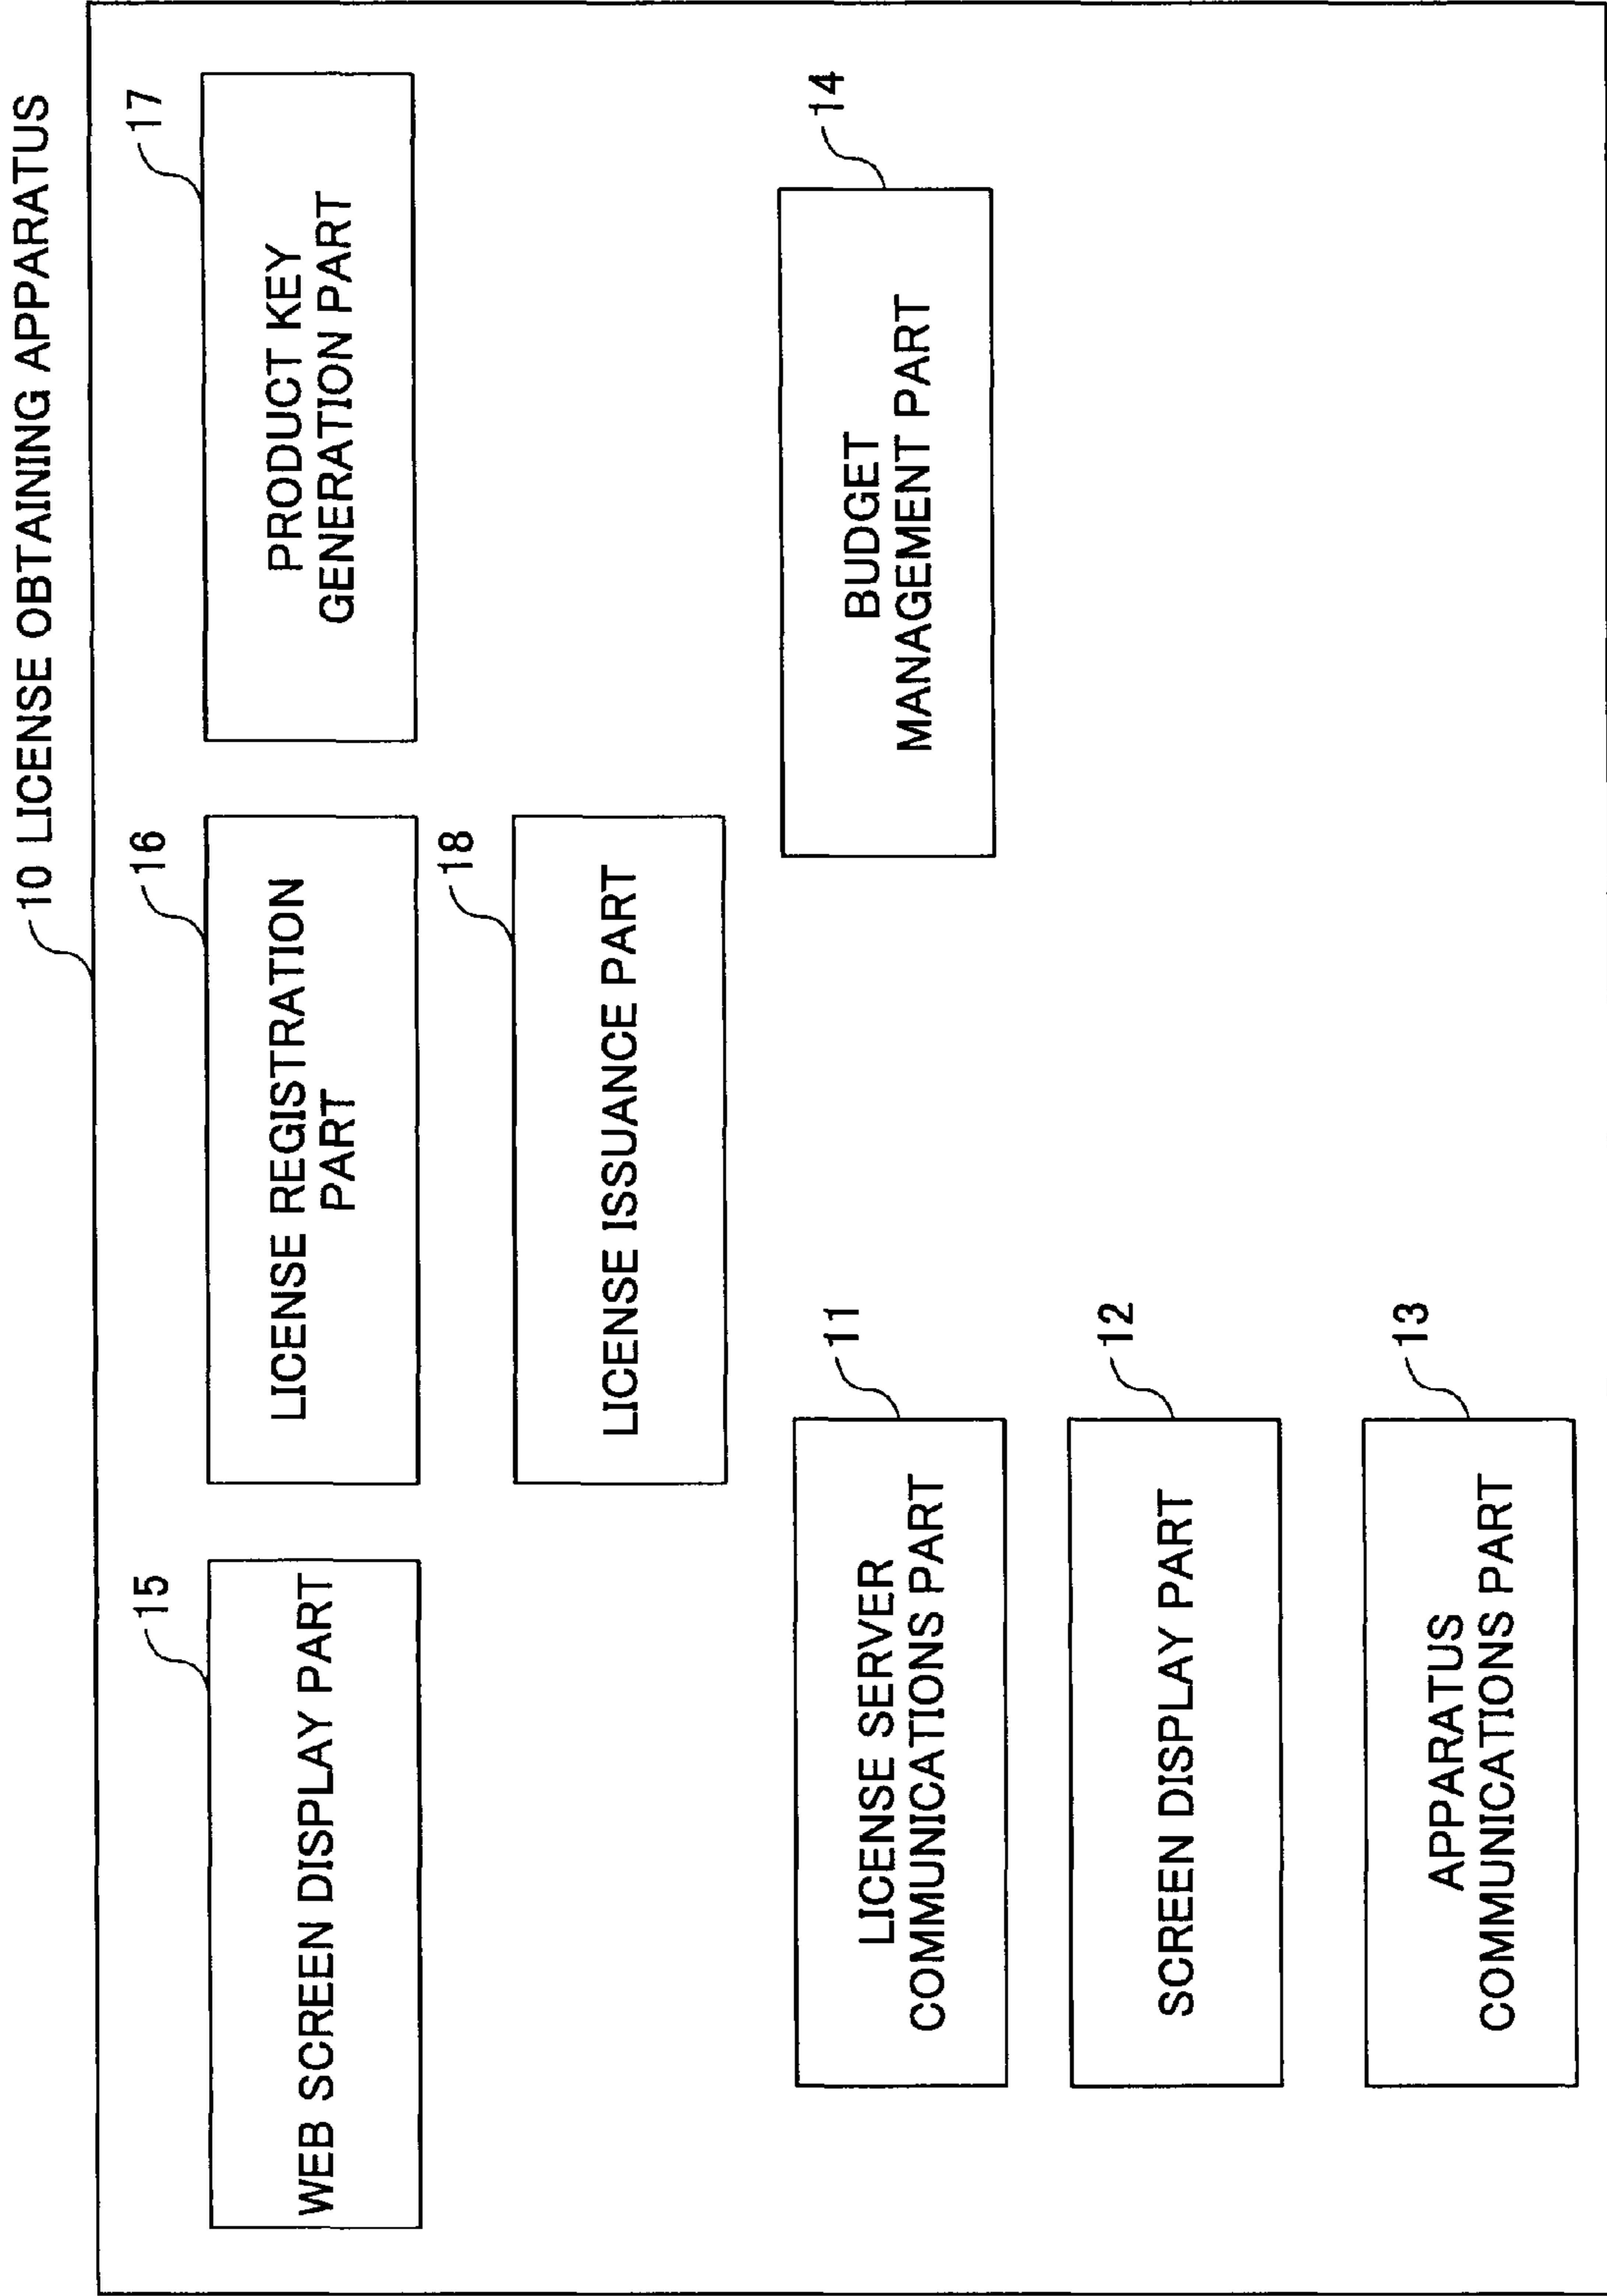 10 LICENSE OBTAINING APPARATUS
15
WEB SCREEN DISPLAY PART
16
LICENSE REGISTRATION
PART
17
PRODUCT KEY
GENERATION PART
18
LICENSE ISSUANCE PART
11
LICENSE SERVER
COMMUNICATIONS PART
14
BUDGET
MANAGEMENT PART
12
SCREEN DISPLAY PART
13
APPARATUS
COMMUNICATIONS PART